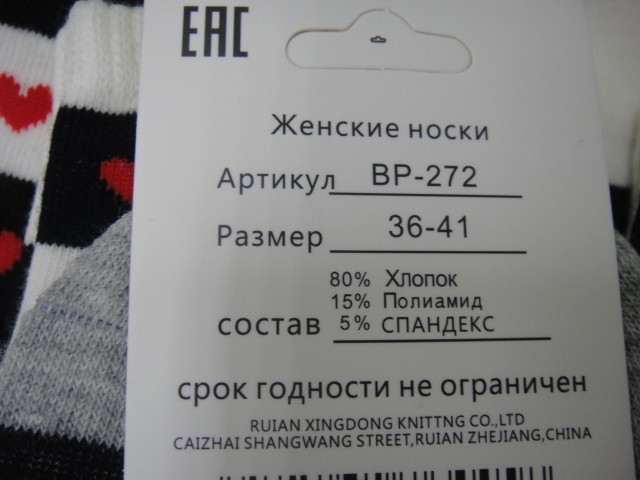 EAC
Женские носки
Артикул BP-272
Размер 36-41
80% Хлопок
15% Полиамид
состав 5% СПАНДЕКС
срок годности не ограничен
RUIAN XINGDONG KNITTNG CO.,LTD
CAIZHAI SHANGWANG STREET,RUIAN ZHEJIANG,CHINA